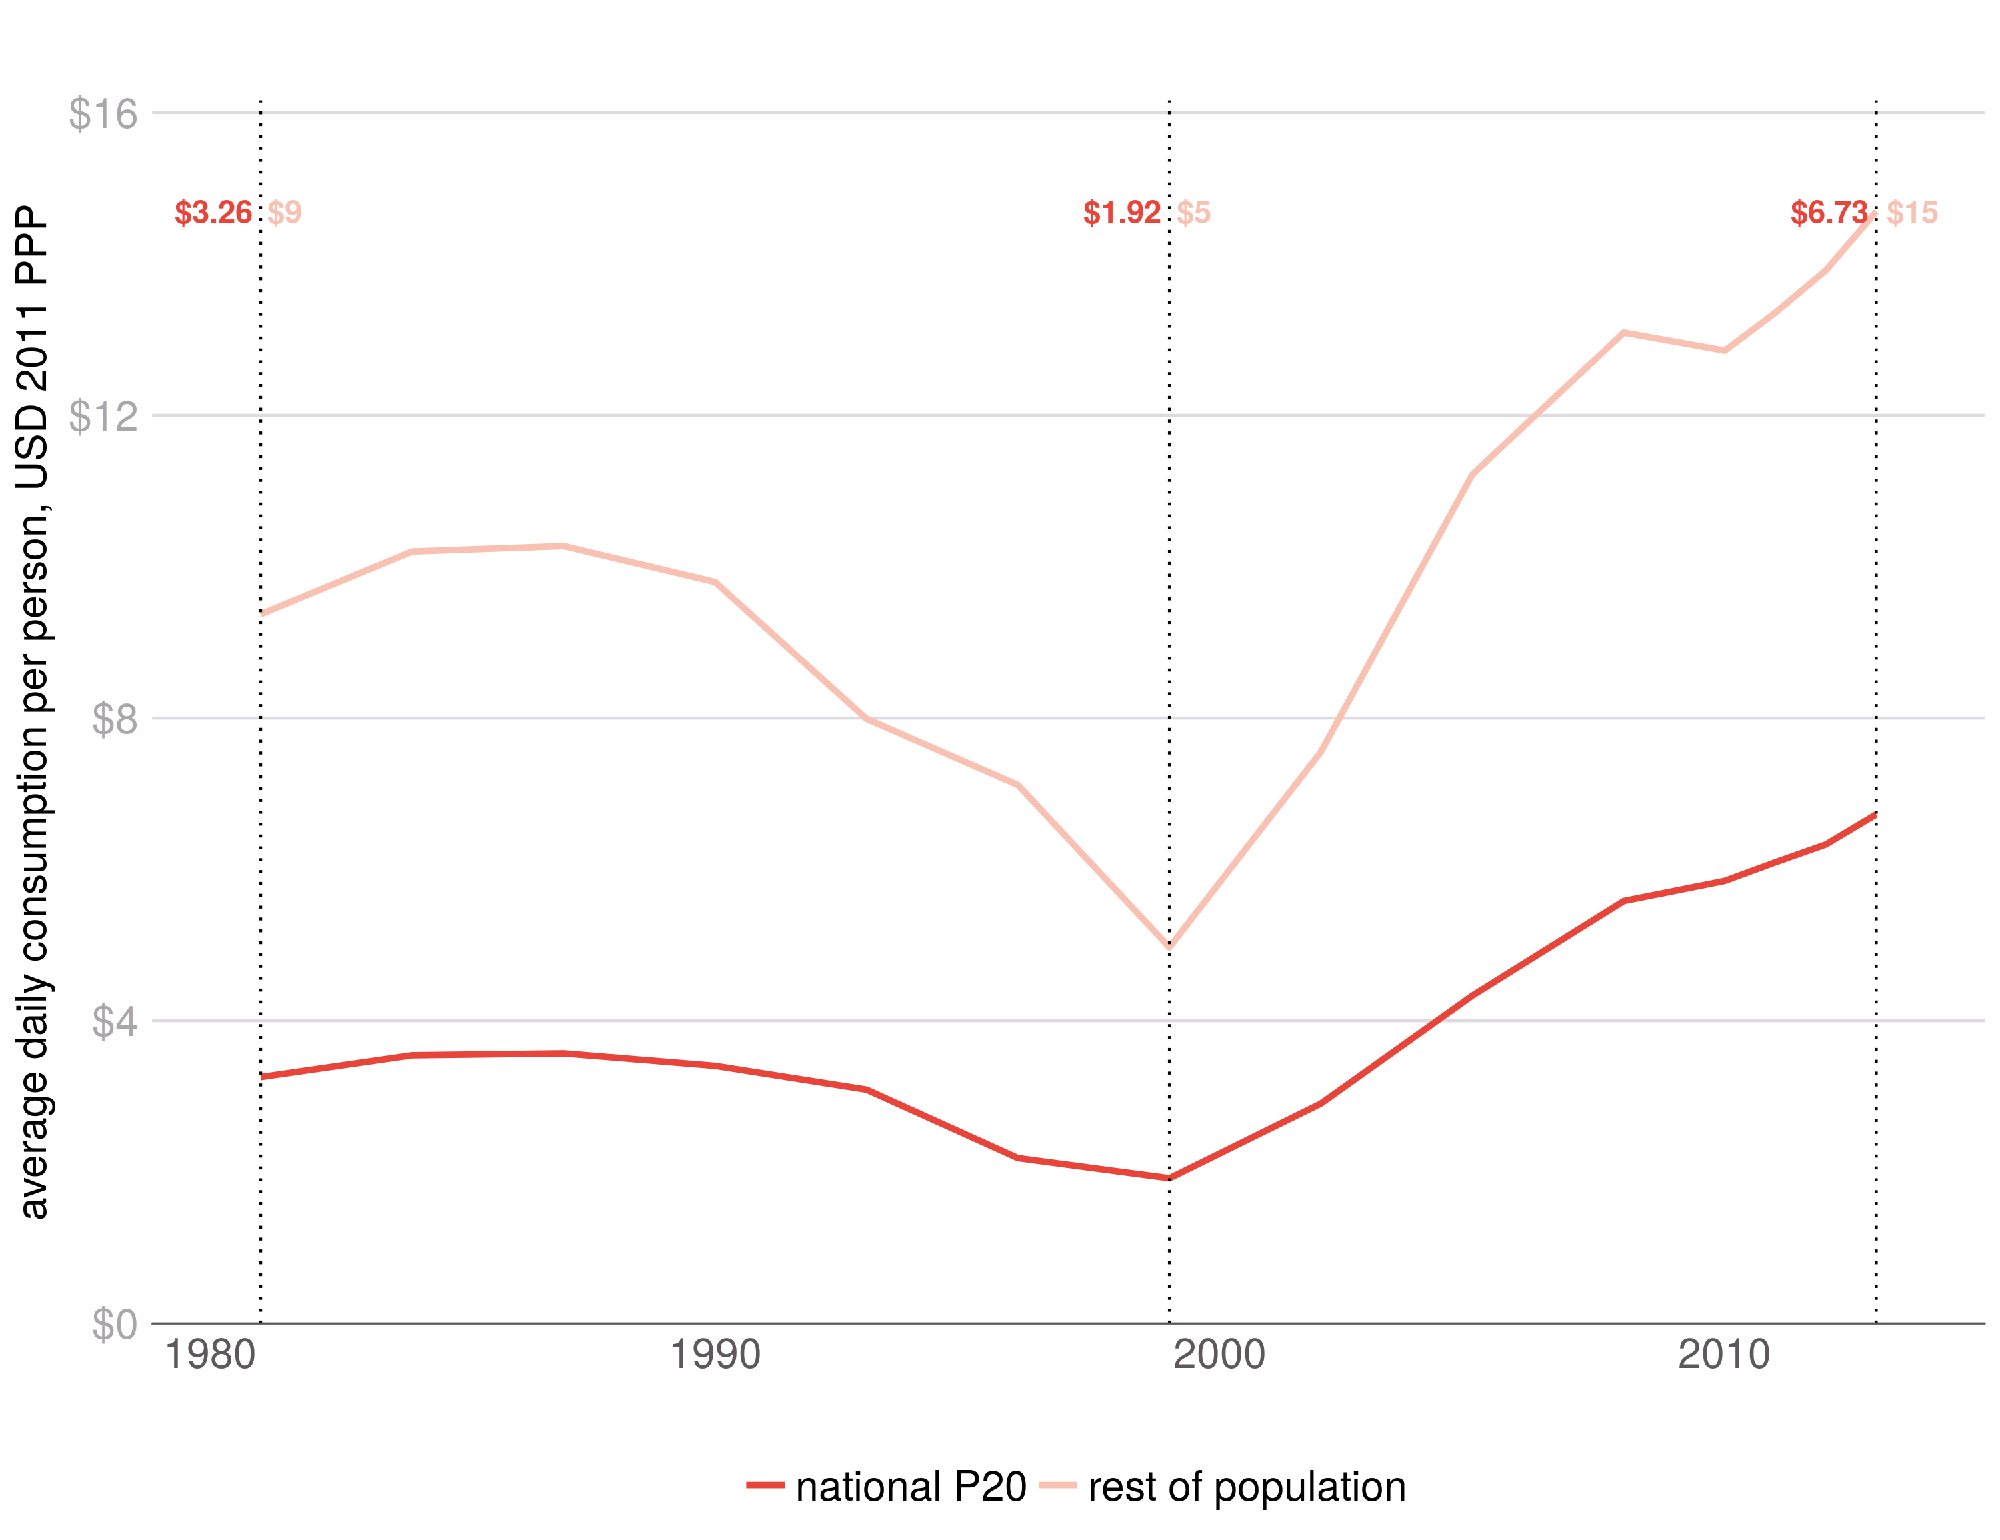 average daily consumption per person, USD 2011 PPP
$16
$12
$8
$4
$0
$3.26 $9
$1.92 $5
$6.73 $15
1980 1990 2000 2010
national P20 rest of population